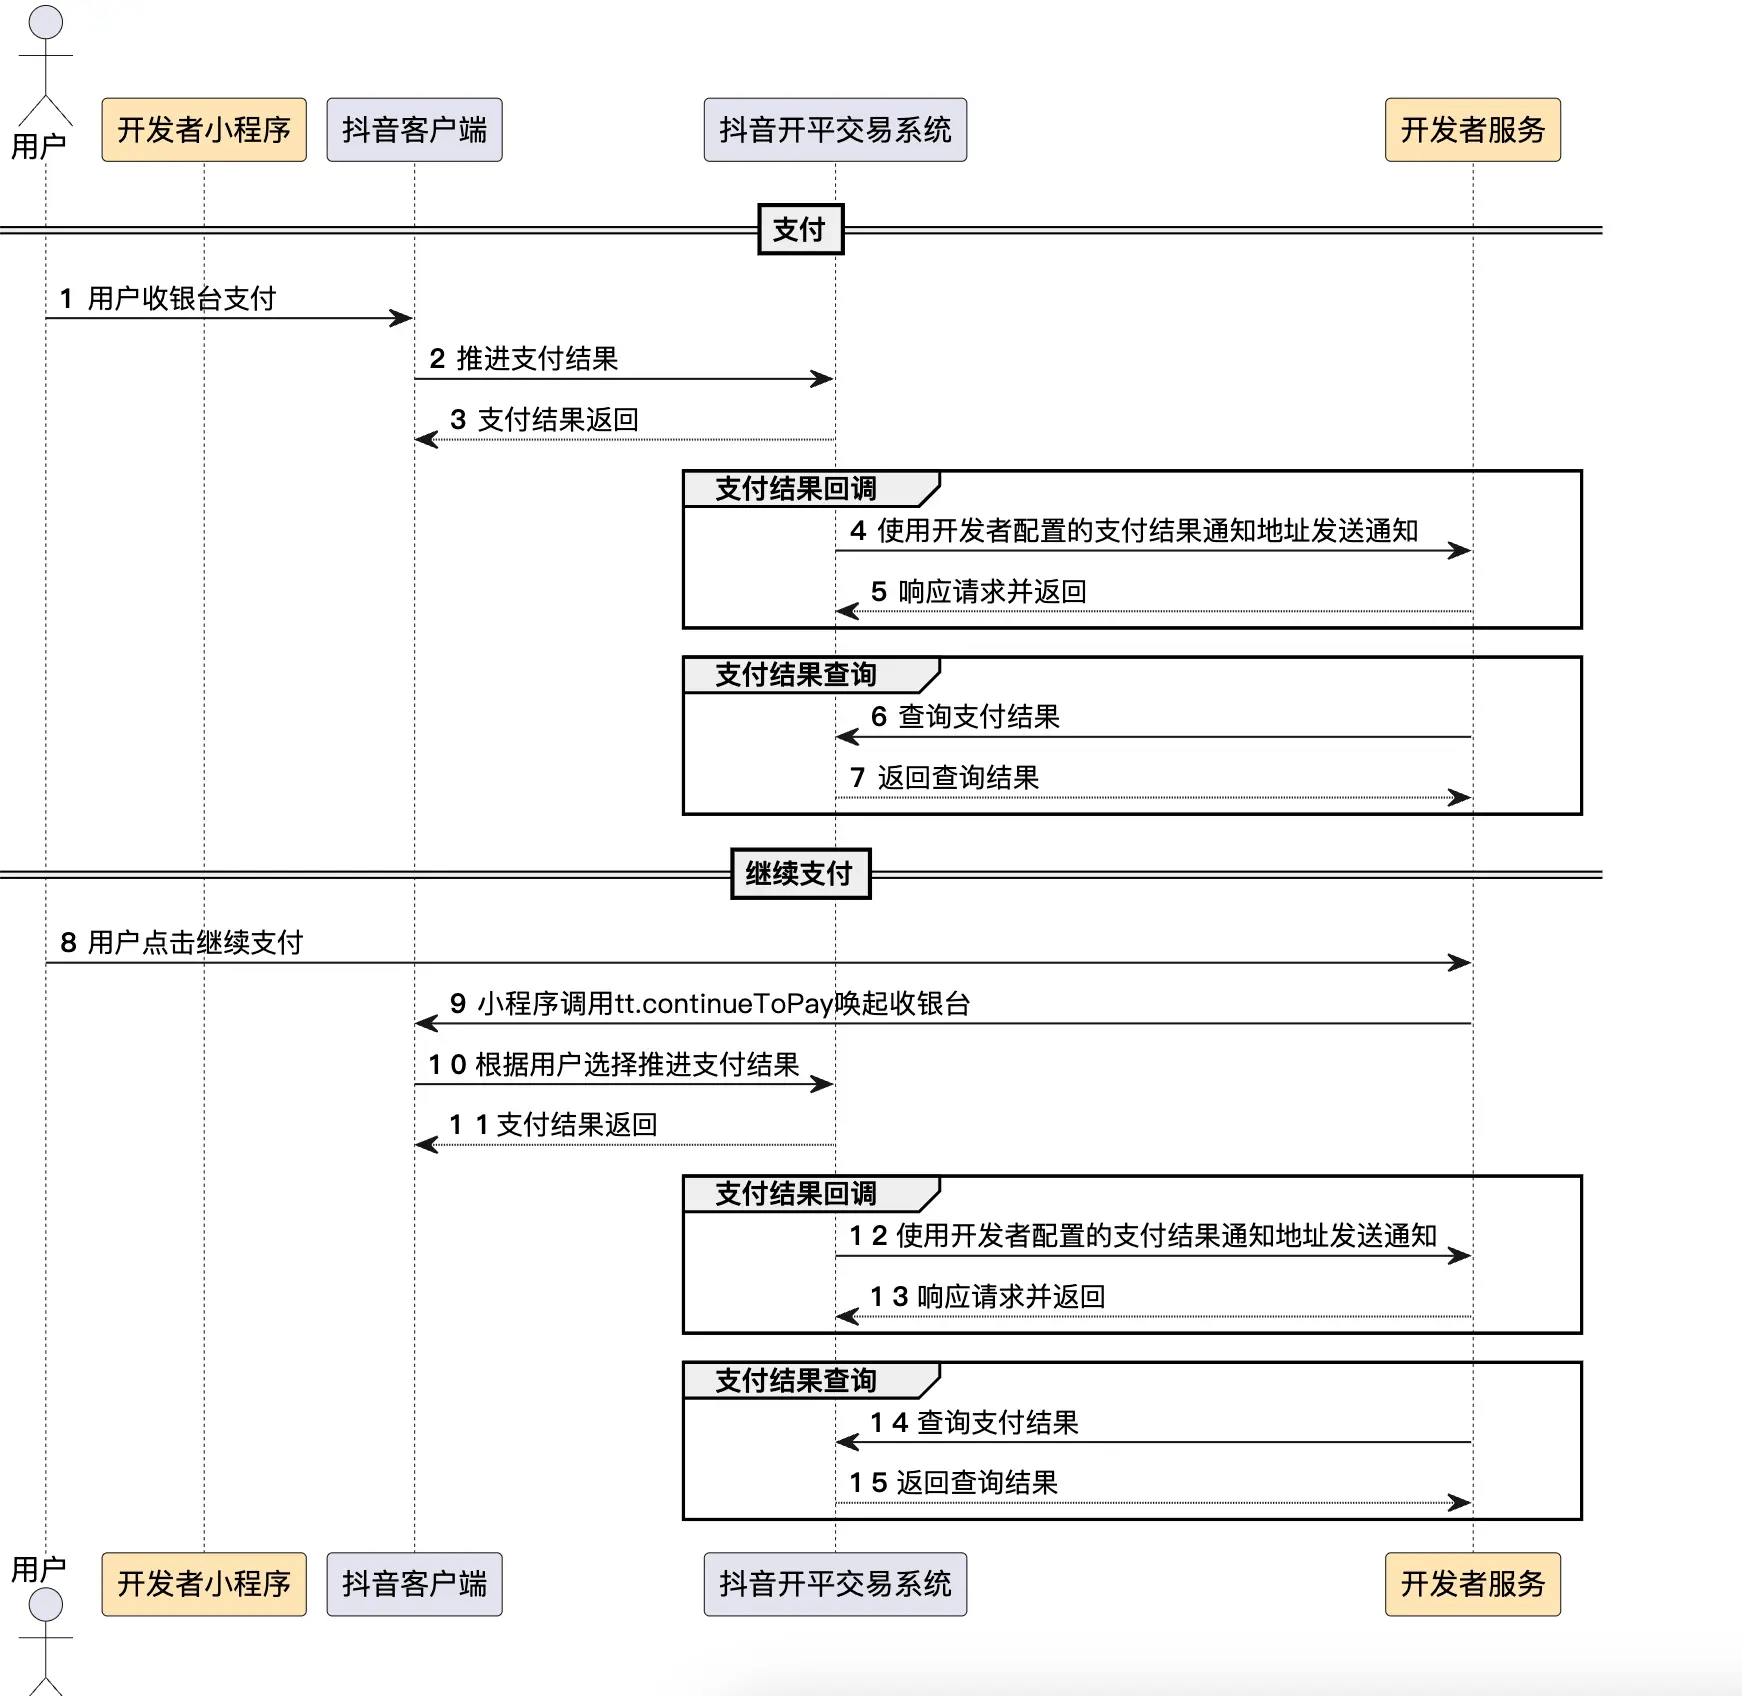 用户
开发者小程序
抖音客户端
抖音开平交易系统
开发者服务
支付
1 用户收银台支付
2 推进支付结果
3 支付结果返回
支付结果回调
4 使用开发者配置的支付结果通知地址发送通知
5 响应请求并返回
支付结果查询
6 查询支付结果
7 返回查询结果
继续支付
8 用户点击继续支付
9 小程序调用tt.continueToPay唤起收银台
10 根据用户选择推进支付结果
11 支付结果返回
支付结果回调
12 使用开发者配置的支付结果通知地址发送通知
13 响应请求并返回
支付结果查询
14 查询支付结果
15 返回查询结果
用户
开发者小程序
抖音客户端
抖音开平交易系统
开发者服务